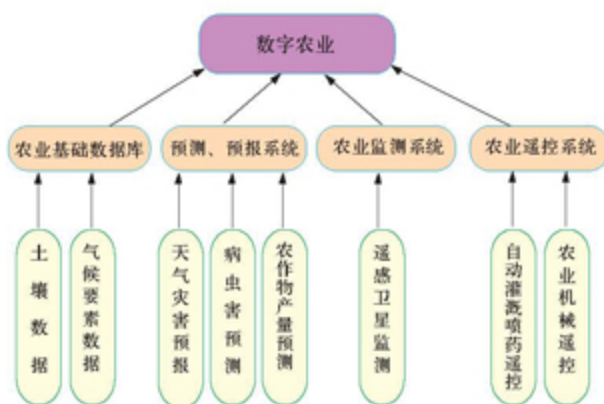 数字农业
农业基础数据库
预测、预报系统
农业监测系统
农业遥控系统
土壤数据
气候要素数据
天气灾害预报
病虫害预测
农作物产量预测
遥感卫星监测
自动灌溉喷药遥控
农业机械遥控